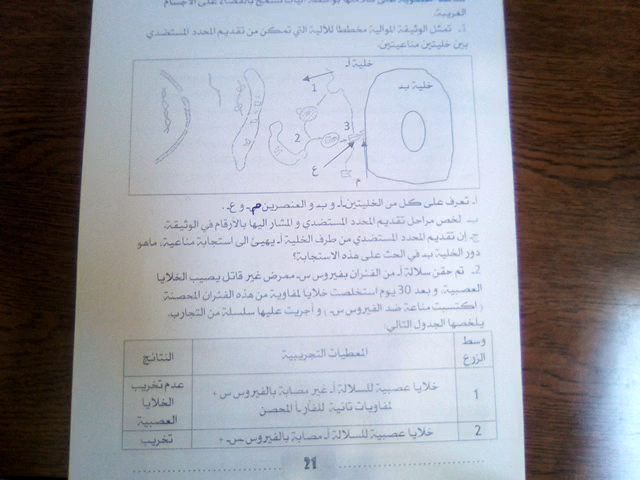 الغريبة.
أ- تمثل الوثيقة الموالية مخططا للآلية التي تمكن من تقديم المحدد المستضدي
بين خليتين مناعيتين.
خلية أ-
خلية بـ
1
2
3
ع
م
أ- تعرف على كل من الخليتين أ- و بـ و العنصرين م- و ع-.
ب- لخص مراحل تقديم المحدد المستضدي و المشار اليها بالأرقام في الوثيقة
ج- إن تقديم المحدد المستضدي من طرف الخلية أ- يهيئ الى استجابة مناعية، ماهو
دور الخلية بـ في الحث على هذه الاستجابة؟
2- تم حقن سلالة أ- من الفئران بفيروس س- ممرض غير قاتل يصيب الخلايا
العصبية. و بعد 30 يوم استخلصت خلايا لمفاوية من هذه الفئران المحصنة
( اكتسبت مناعة ضد الفيروس س- ) و أجريت عليها سلسلة من التجارب.
يلخصها الجدول التالي:
وسط الزرع
المعطيات التجريبية
النتائج
1
خلايا عصبية للسلالة أ- غير مصابة بالفيروس س +
لمفاويات تائية للفأر أ المحصن
عدم تخريب
الخلايا
العصبية
2
خلايا عصبية للسلالة أ- مصابة بالفيروس س- +
تخريب
21